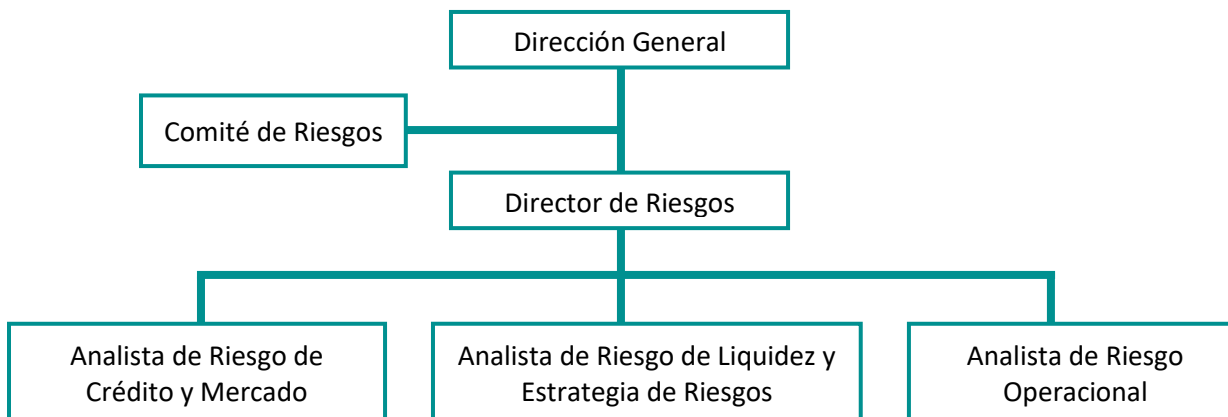 Dirección General
Comité de Riesgos
Director de Riesgos
Analista de Riesgo de
Crédito y Mercado
Analista de Riesgo de Liquidez y
Estrategia de Riesgos
Analista de Riesgo
Operacional